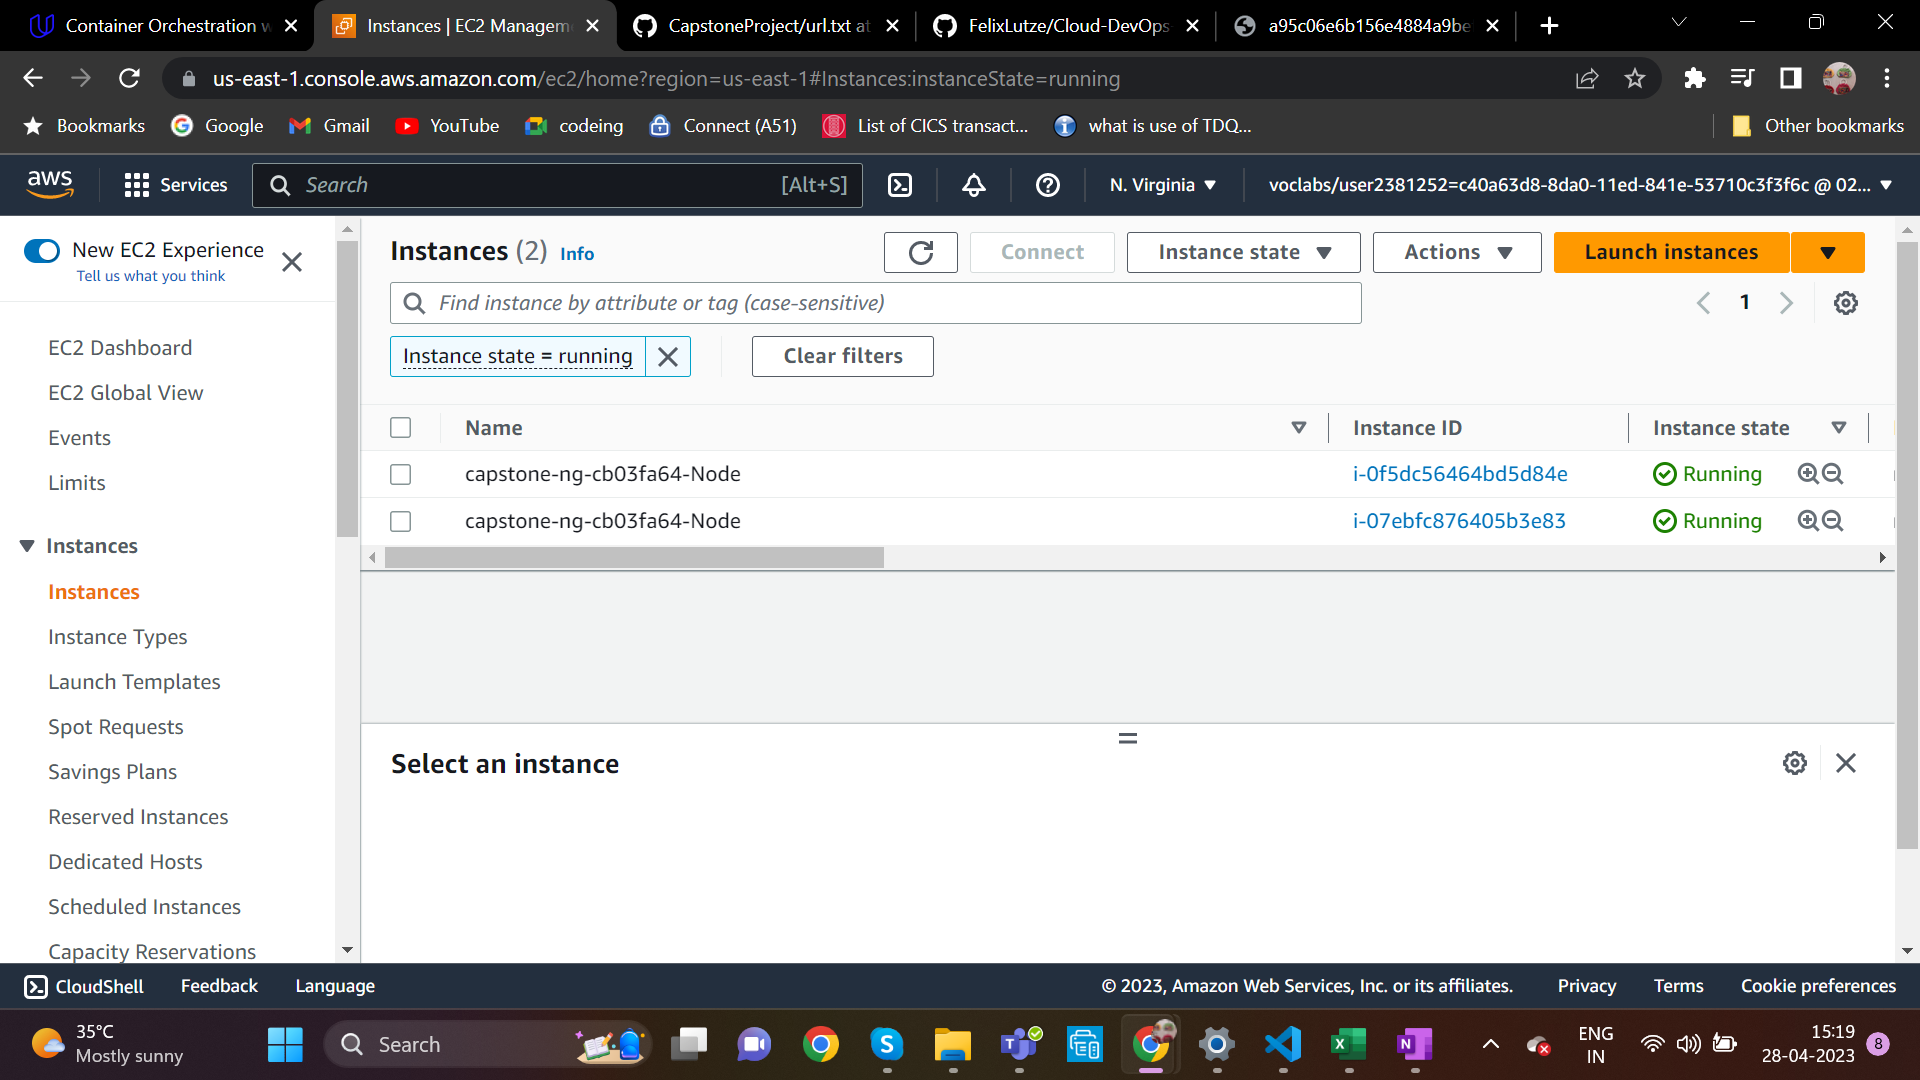 Container Orchestration w
Instances | EC2 Managem
CapstoneProject/url.txt at
FelixLutze/Cloud-DevOps
a95c06e6b156e4884a9be
us-east-1.console.aws.amazon.com/ec2/home?region=us-east-1#Instances:instanceState=running
Bookmarks Google Gmail YouTube codeing Connect (A51) List of CICS transact... what is use of TDQ... Other bookmarks
aws Services Search [Alt+S] N. Virginia voclabs/user2381252=c40a63d8-8da0-11ed-841e-53710c3f3f6c @ 02...
New EC2 Experience
Tell us what you think
EC2 Dashboard
EC2 Global View
Events
Limits
Instances
Instances
Instance Types
Launch Templates
Spot Requests
Savings Plans
Reserved Instances
Dedicated Hosts
Scheduled Instances
Capacity Reservations
Instances (2) Info Connect Instance state Actions Launch instances
Find instance by attribute or tag (case-sensitive) 1
Instance state = running Clear filters
Name Instance ID Instance state
capstone-ng-cb03fa64-Node i-0f5dc56464bd5d84e Running
capstone-ng-cb03fa64-Node i-07ebfc876405b3e83 Running
Select an instance
CloudShell Feedback Language © 2023, Amazon Web Services, Inc. or its affiliates. Privacy Terms Cookie preferences
35°C
Mostly sunny
Search
ENG
IN
15:19
28-04-2023
8